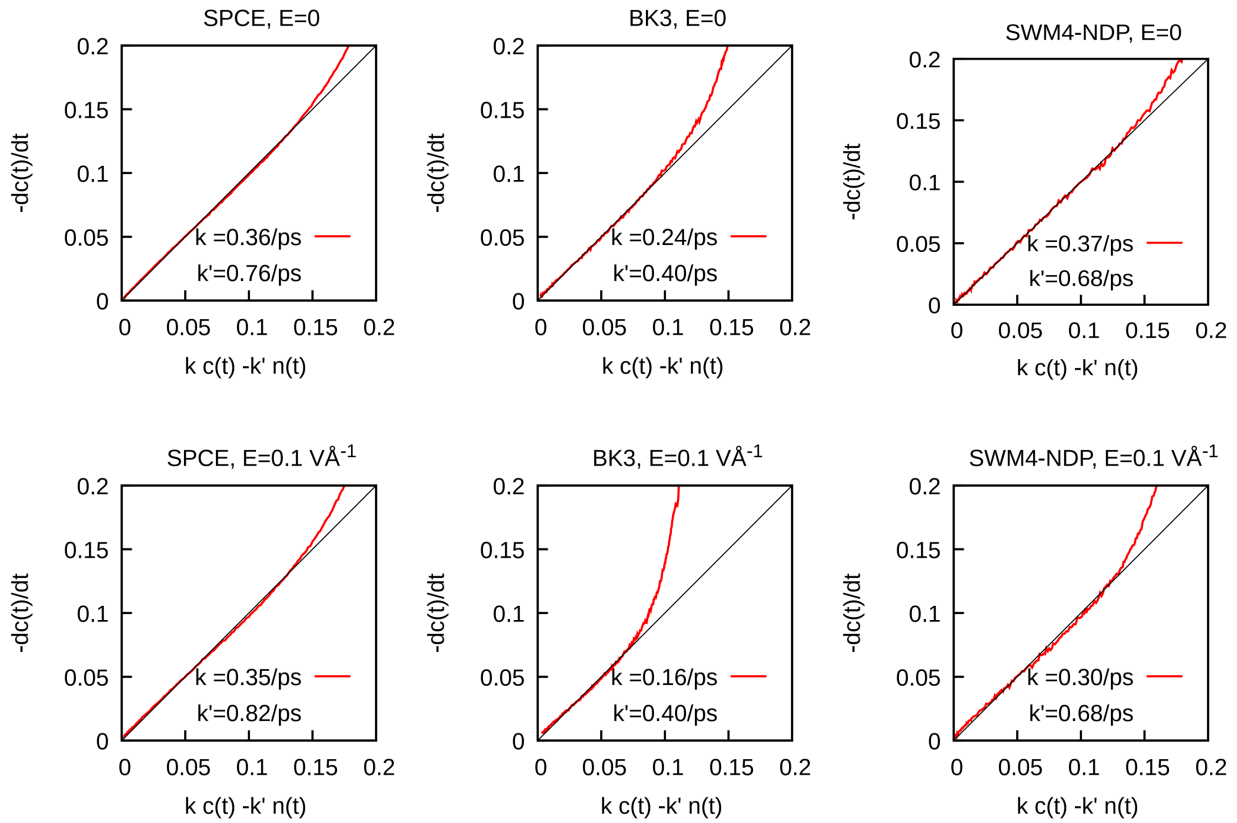 SPCE, E=0
0.2
0.15
0.1
0.05
0
-dc(t)/dt
k =0.36/ps
k'=0.76/ps
0 0.05 0.1 0.15 0.2
k c(t) -k' n(t)
BK3, E=0
0.2
0.15
0.1
0.05
0
-dc(t)/dt
k =0.24/ps
k'=0.40/ps
0 0.05 0.1 0.15 0.2
k c(t) -k' n(t)
SWM4-NDP, E=0
0.2
0.15
0.1
0.05
0
-dc(t)/dt
k =0.37/ps
k'=0.68/ps
0 0.05 0.1 0.15 0.2
k c(t) -k' n(t)
SPCE, E=0.1 VÅ⁻¹
0.2
0.15
0.1
0.05
0
-dc(t)/dt
k =0.35/ps
k'=0.82/ps
0 0.05 0.1 0.15 0.2
k c(t) -k' n(t)
BK3, E=0.1 VÅ⁻¹
0.2
0.15
0.1
0.05
0
-dc(t)/dt
k =0.16/ps
k'=0.40/ps
0 0.05 0.1 0.15 0.2
k c(t) -k' n(t)
SWM4-NDP, E=0.1 VÅ⁻¹
0.2
0.15
0.1
0.05
0
-dc(t)/dt
k =0.30/ps
k'=0.68/ps
0 0.05 0.1 0.15 0.2
k c(t) -k' n(t)